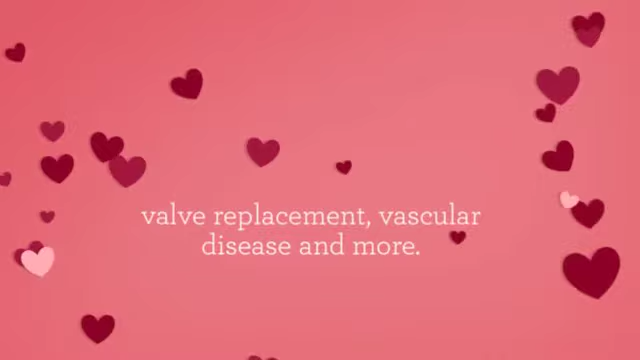 valve replacement, vascular
disease and more.